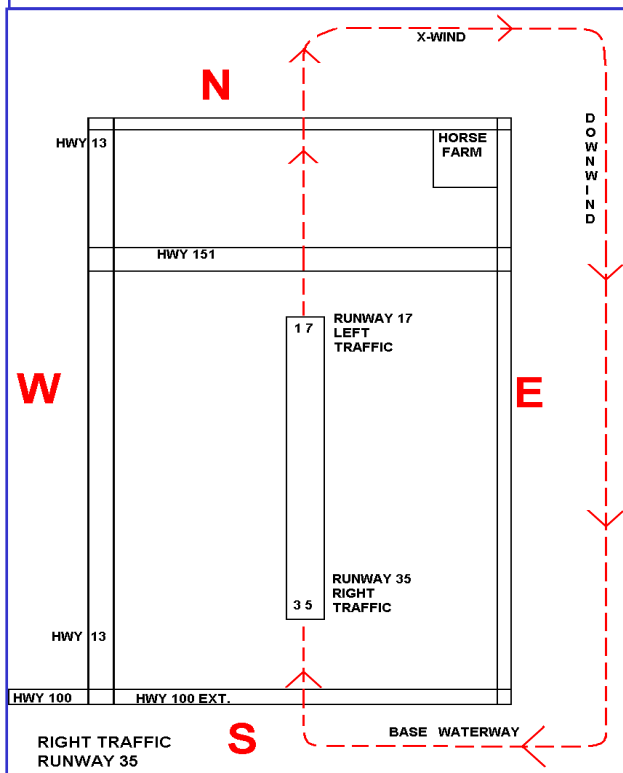 X-WIND
N
DOWNWIND
HWY 13
HORSE
FARM
HWY 151
17
RUNWAY 17
LEFT
TRAFFIC
W
E
35
RUNWAY 35
RIGHT
TRAFFIC
HWY 13
HWY 100
HWY 100 EXT.
S
BASE WATERWAY
RIGHT TRAFFIC
RUNWAY 35